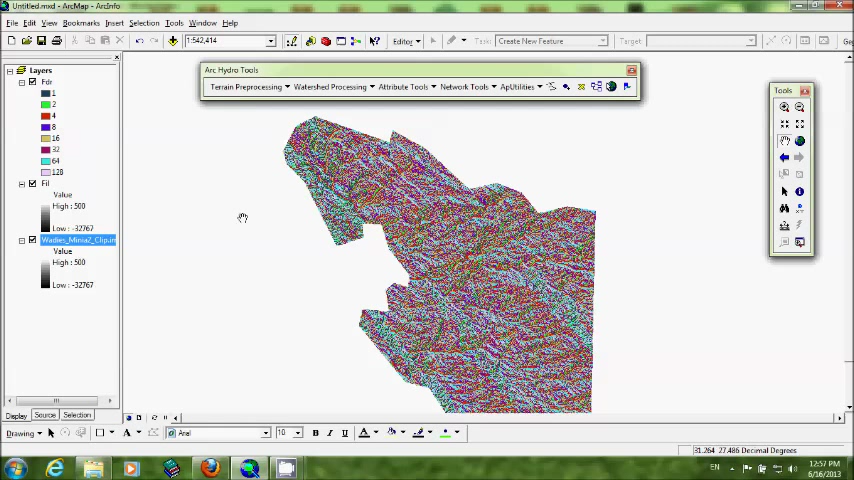 Untitled.mxd - ArcMap - ArcInfo
File Edit View Bookmarks Insert Selection Tools Window Help
1:542,414
Editor
Task:
Create New Feature
Target:
Arc Hydro Tools
Terrain Preprocessing Watershed Processing Attribute Tools Network Tools ApUtilities
Tools
Layers
Fdr
1
2
4
8
16
32
64
128
Fil
Value
High : 500
Low : -32767
Wadies_Minia2_Clip.im
Value
High : 500
Low : -32767
Display Source Selection
Drawing
A
Arial
10
B I U A
31.264 27.486 Decimal Degrees
EN
12:57 PM
6/16/2013